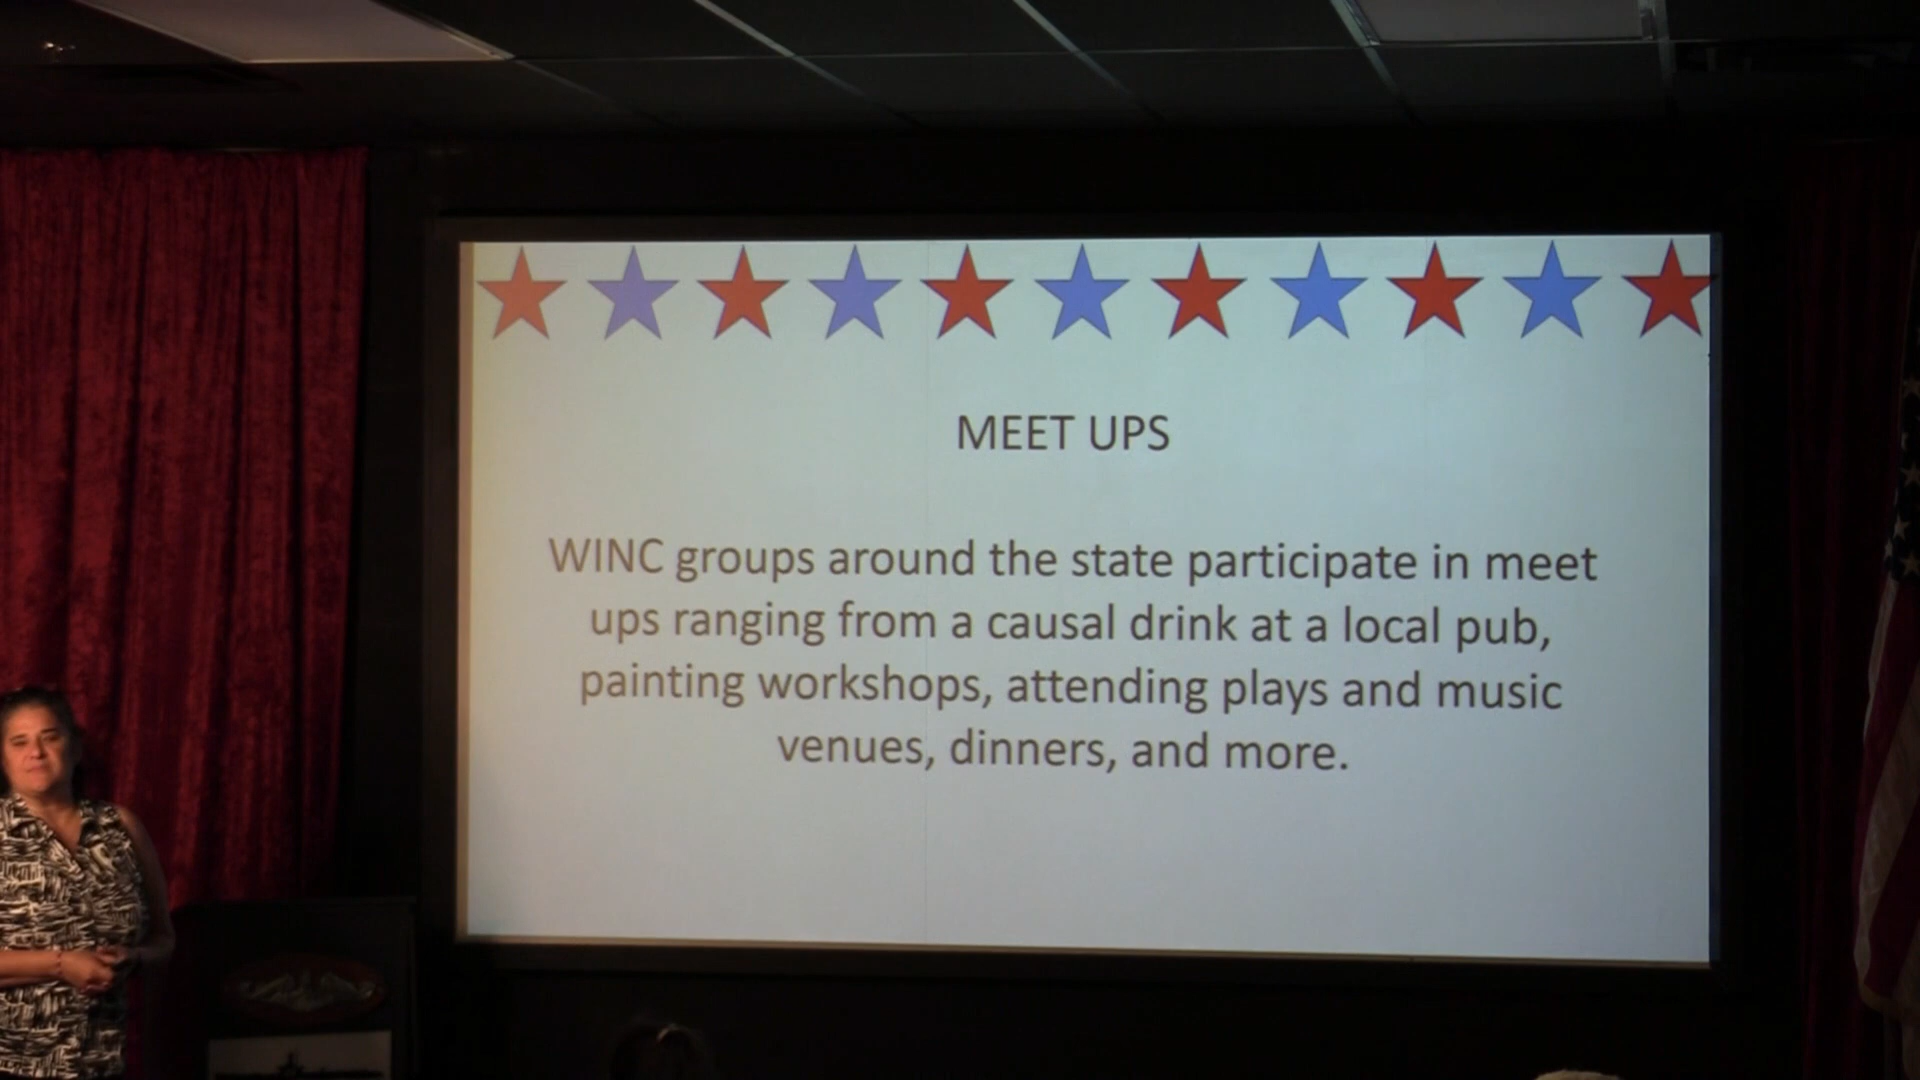 MEET UPS
WINC groups around the state participate in meet
ups ranging from a causal drink at a local pub,
painting workshops, attending plays and music
venues, dinners, and more.